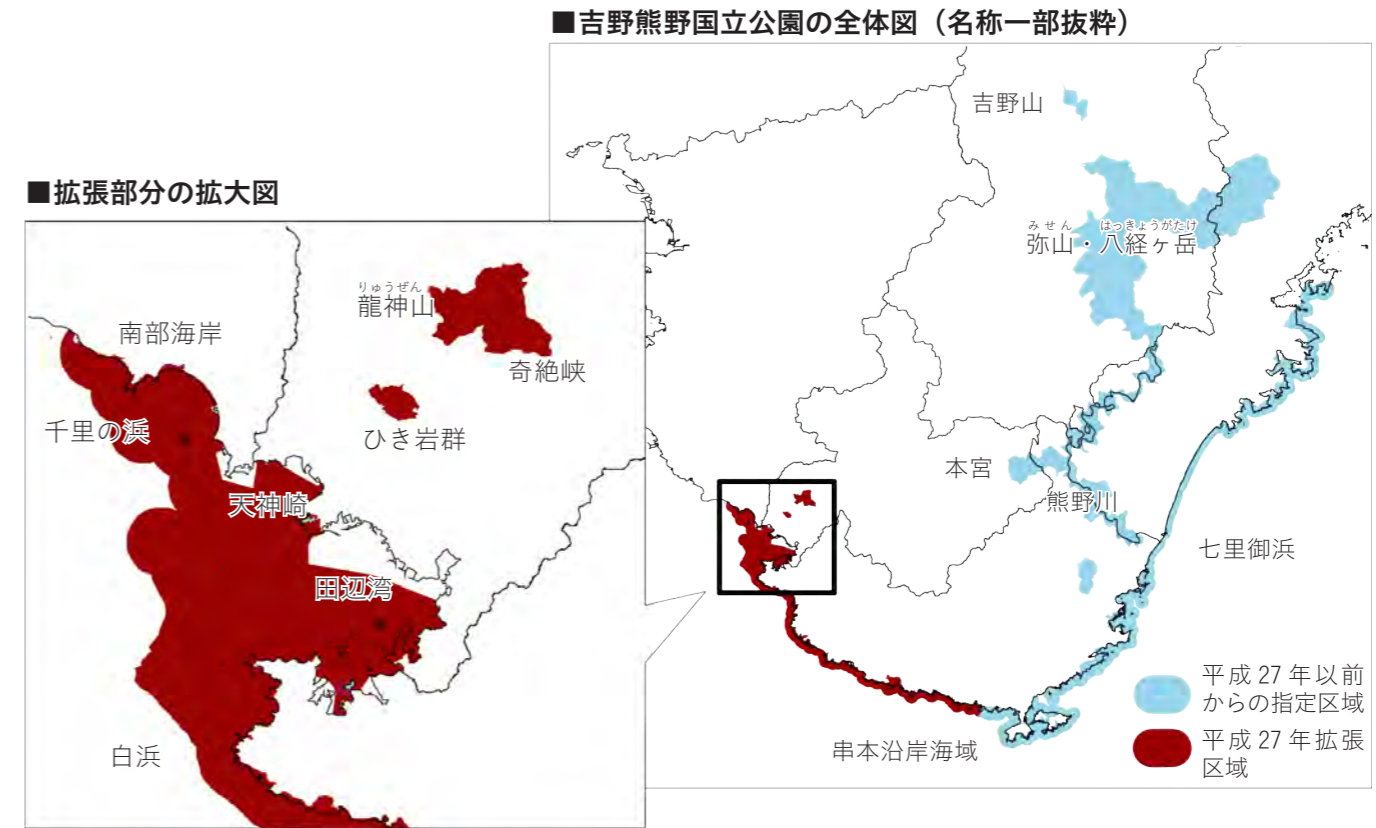 ■吉野熊野国立公園の全体図（名称一部抜粋）
吉野山
みせん はっきょうがたけ
弥山・八経ヶ岳
本宮
熊野川
七里御浜
串本沿岸海域
平成27年以前
からの指定区域
平成27年拡張
区域
■拡張部分の拡大図
りゅうぜん
龍神山
南部海岸
奇絶峡
千里の浜
ひき岩群
天神崎
田辺湾
白浜